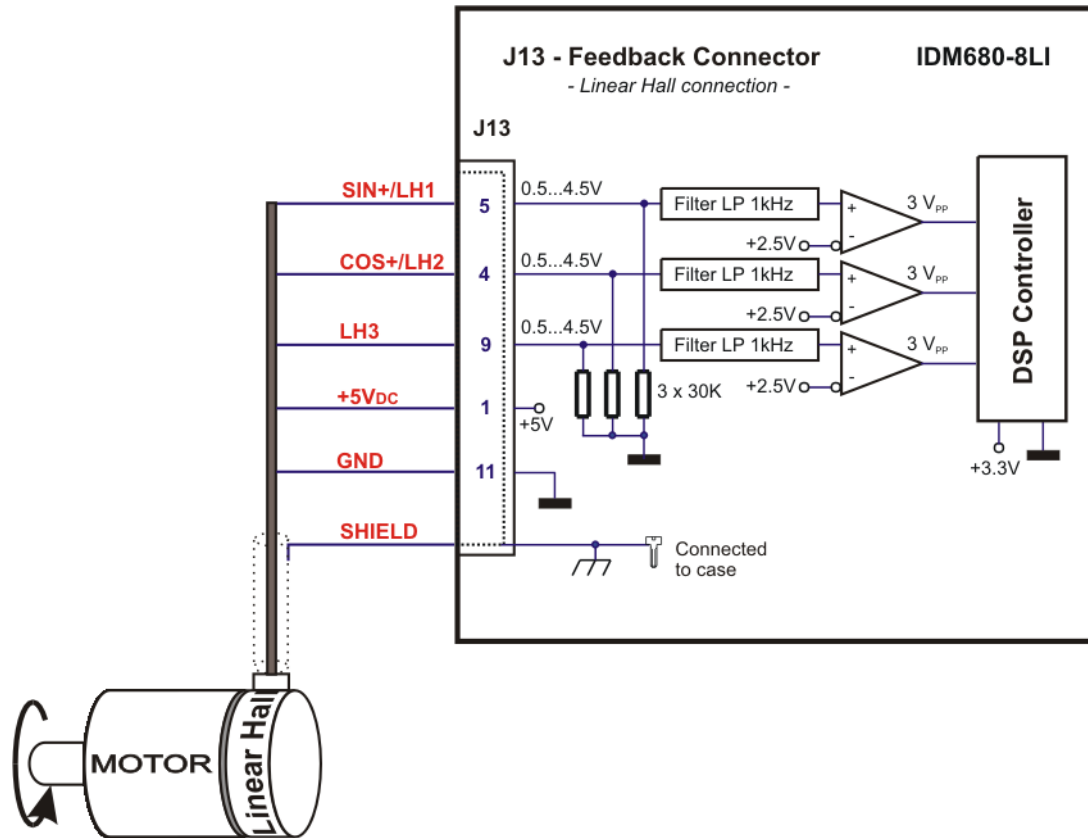 J13 - Feedback Connector
IDM680-8LI
- Linear Hall connection -
J13
SIN+/LH1
5
0.5...4.5V
Filter LP 1kHz
+
-
3 VPP
+2.5V
COS+/LH2
4
0.5...4.5V
Filter LP 1kHz
+
-
3 VPP
+2.5V
LH3
9
0.5...4.5V
Filter LP 1kHz
+
-
3 VPP
+2.5V
DSP Controller
3 x 30K
+5VDC
1
+5V
GND
11
+3.3V
SHIELD
Connected
to case
MOTOR
Linear Hall